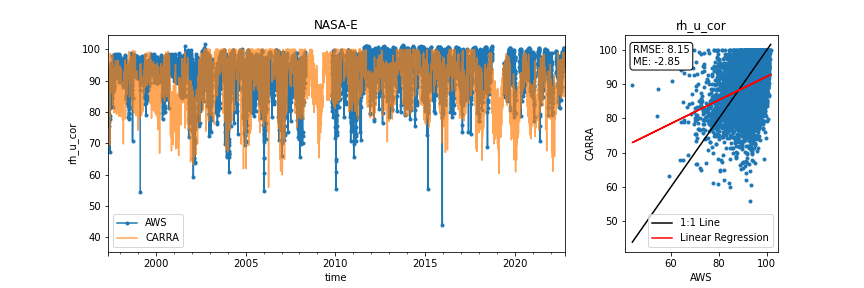 NASA-E
rh_u_cor
100
90
80
70
60
50
40
2000
2005
2010
2015
2020
time
AWS
CARRA
rh_u_cor
CARRA
100
90
80
70
60
50
60
80
100
AWS
RMSE: 8.15
ME: -2.85
1:1 Line
Linear Regression